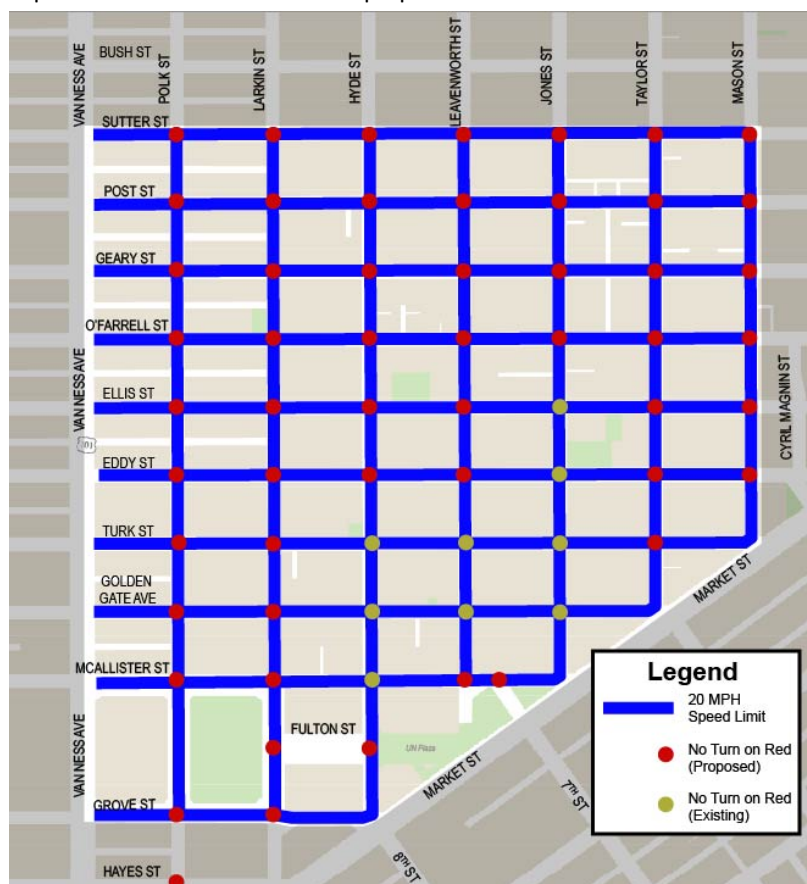 BUSH ST
VAN NESS AVE
POLK ST
LARKIN ST
HYDE ST
LEAVENWORTH ST
JONES ST
TAYLOR ST
MASON ST
SUTTER ST
POST ST
GEARY ST
O'FARRELL ST
VAN NESS AVE
ELLIS ST
CYRIL MAGNIN ST
101
EDDY ST
TURK ST
GOLDEN
GATE AVE
MARKET ST
MCALLISTER ST
FULTON ST
UN Plaza
VAN NESS AVE
MARKET ST
7TH ST
GROVE ST
8TH ST
HAYES ST
Legend
20 MPH
Speed Limit
No Turn on Red
(Proposed)
No Turn on Red
(Existing)